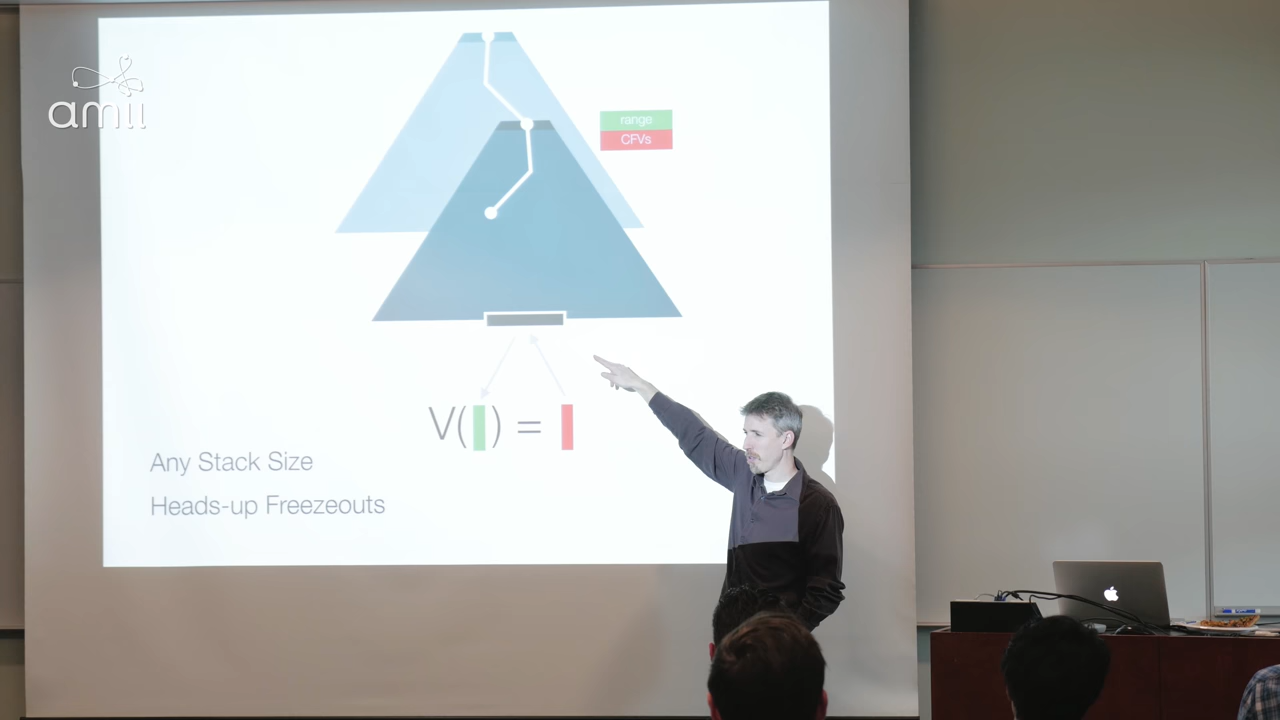 amii
range
CFVs
V( ) =
Any Stack Size
Heads-up Freezeouts